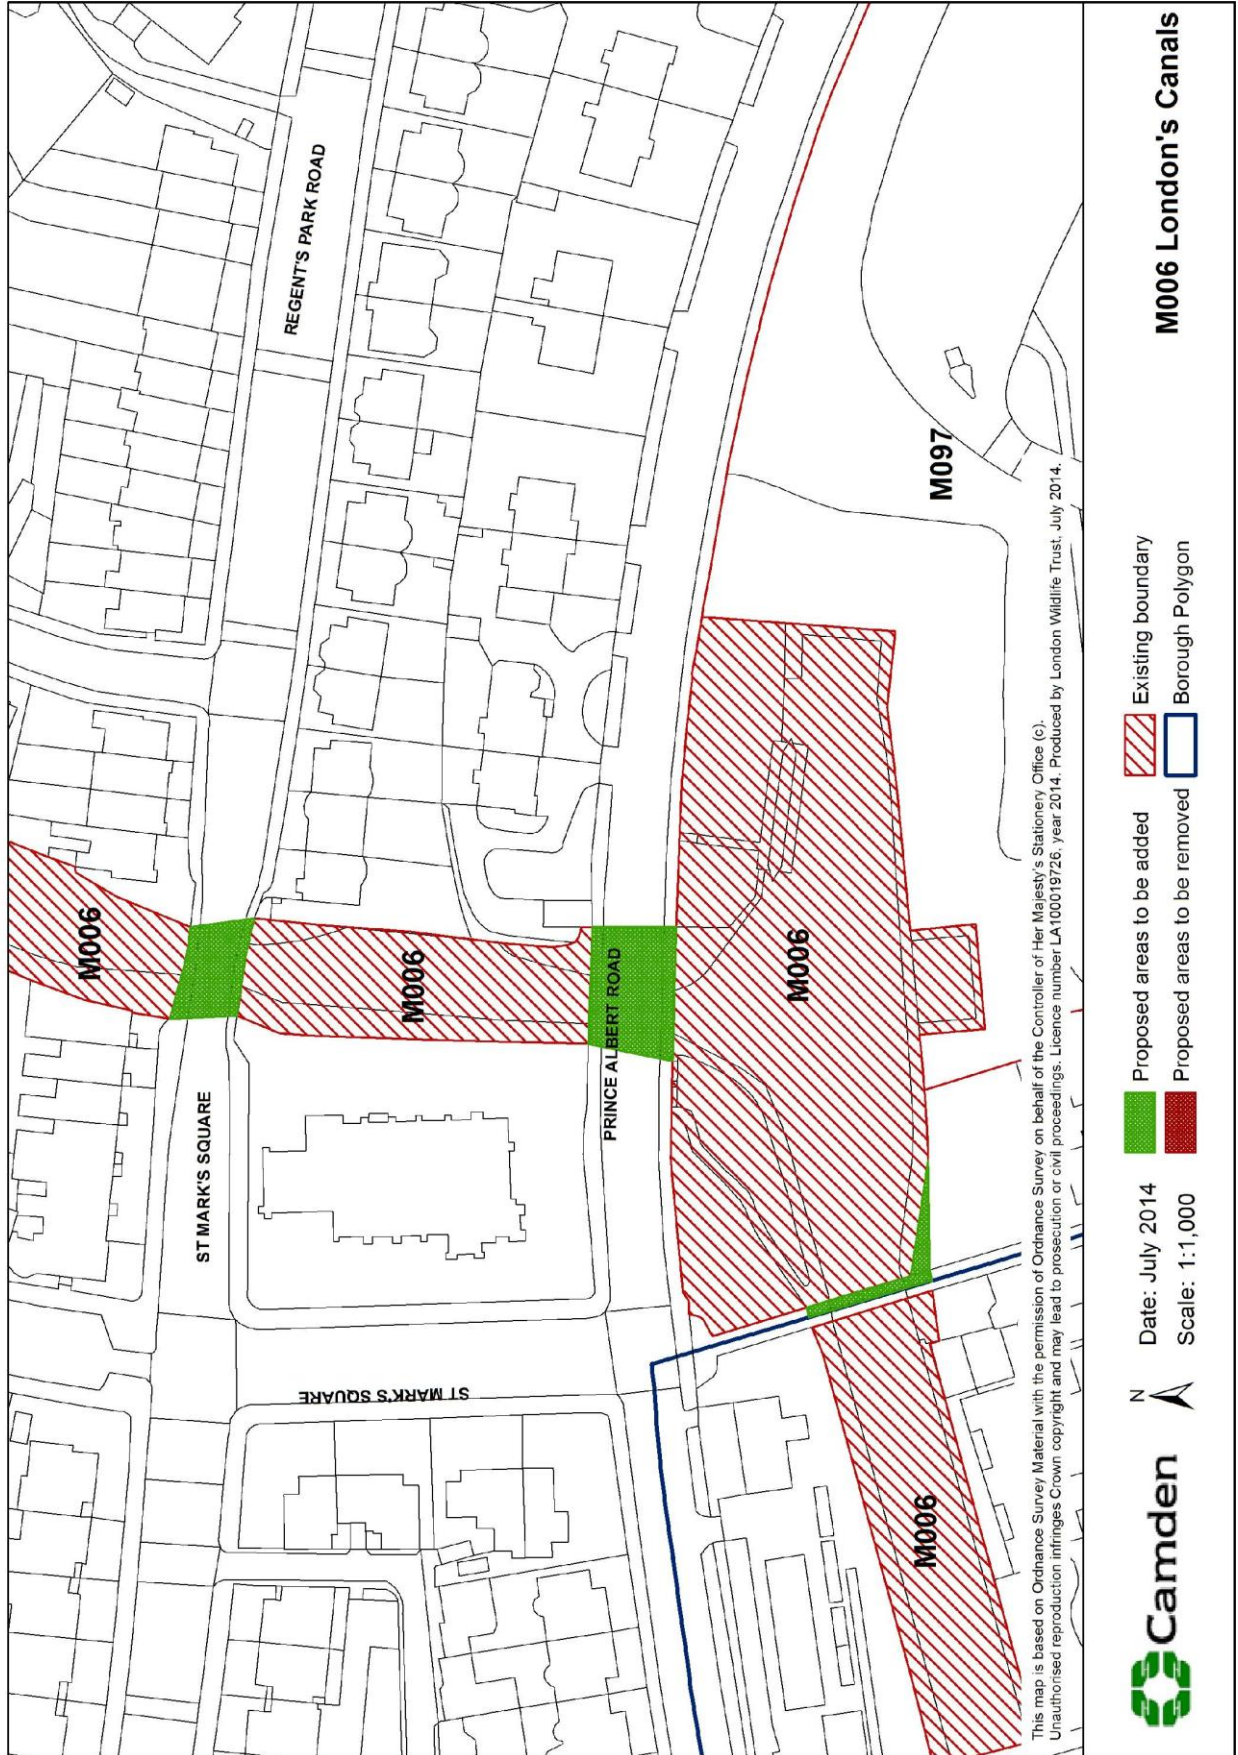 REGENT'S PARK ROAD
M006
M006
ST MARK'S SQUARE
PRINCE ALBERT ROAD
M006
M097
ST MARK'S SQUARE
M006
This map is based on Ordnance Survey Material with the permission of Ordnance Survey on behalf of the Controller of Her Majesty's Stationery Office (c).
Unauthorised reproduction infringes Crown copyright and may lead to prosecution or civil proceedings. Licence number LA100019726, year 2014. Produced by London Wildlife Trust, July 2014.
Camden
N
Date: July 2014
Scale: 1:1,000
Proposed areas to be added
Proposed areas to be removed
Existing boundary
Borough Polygon
M006 London's Canals